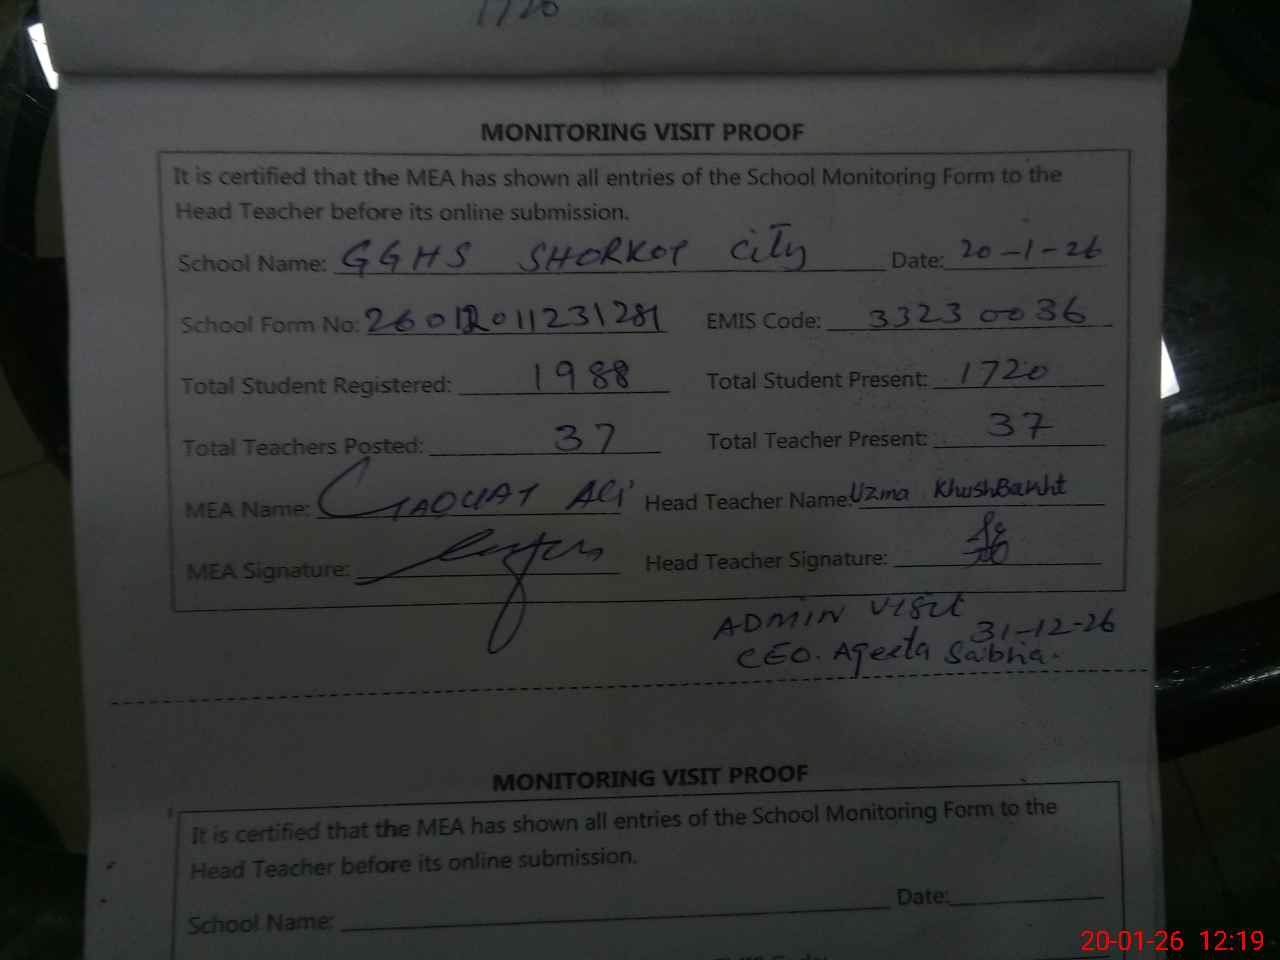 1720
MONITORING VISIT PROOF
It is certified that the MEA has shown all entries of the School Monitoring Form to the
Head Teacher before its online submission.
School Name: GGHS SHORKOT City Date: 20-1-26
School Form No: EMIS Code: 33230036
Total Student Registered: 1988 Total Student Present: 1720
Total Teachers Posted: 37 Total Teacher Present: 37
MEA Name: LIAQUAT ALI Head Teacher Name: Uzma KhushBakht
MEA Signature: Head Teacher Signature:
ADMIN Visit
31-12-26
CEO. Aqeela Sabria.
MONITORING VISIT PROOF
It is certified that the MEA has shown all entries of the School Monitoring Form to the
Head Teacher before its online submission.
School Name: Date:
20-01-26 12:19